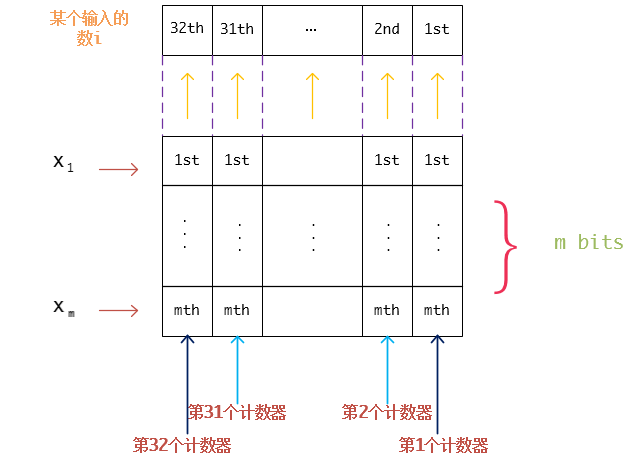 某个输入的
数i
32th 31th … 2nd 1st
x1 1st 1st 1st 1st
m bits
xm mth mth mth mth
第31个计数器 第2个计数器
第32个计数器 第1个计数器